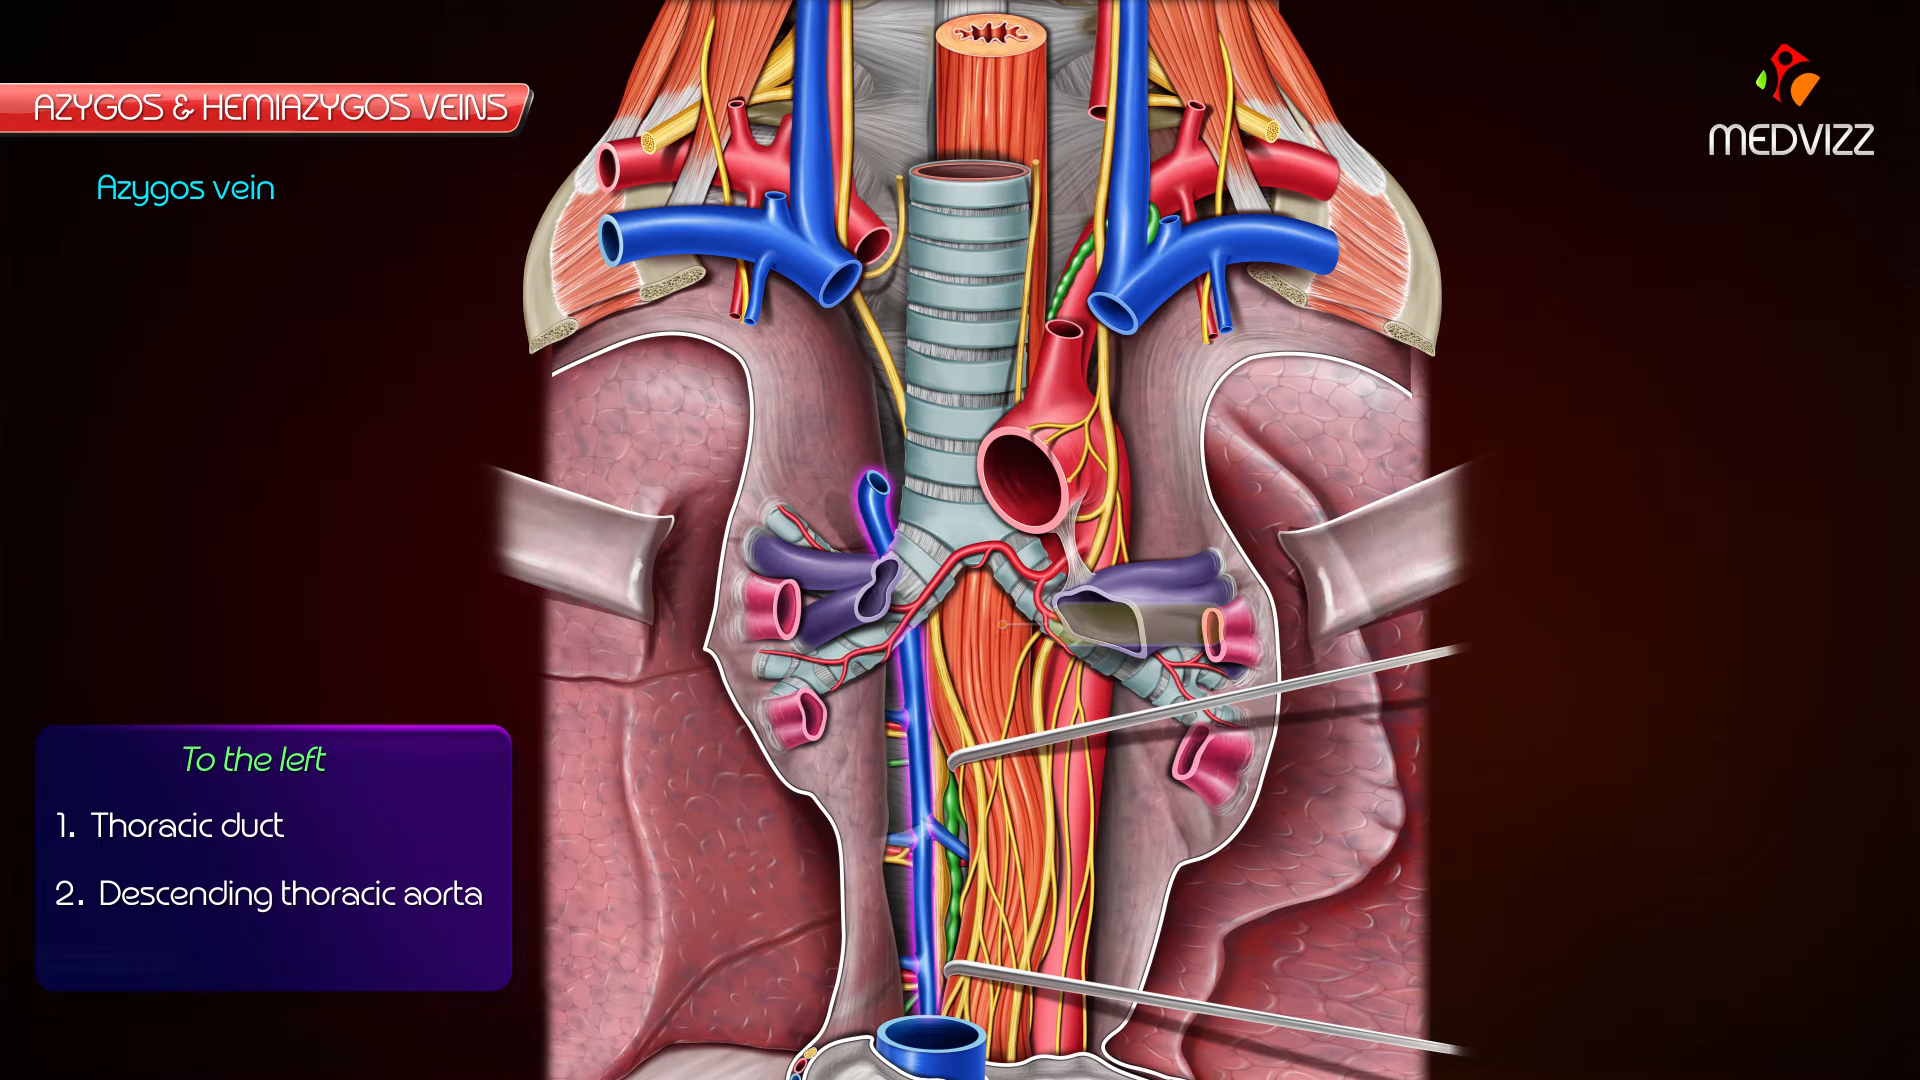 AZYGOS & HEMIAZYGOS VEINS
MEDVIZZ
Azygos vein
To the left
1. Thoracic duct
2. Descending thoracic aorta